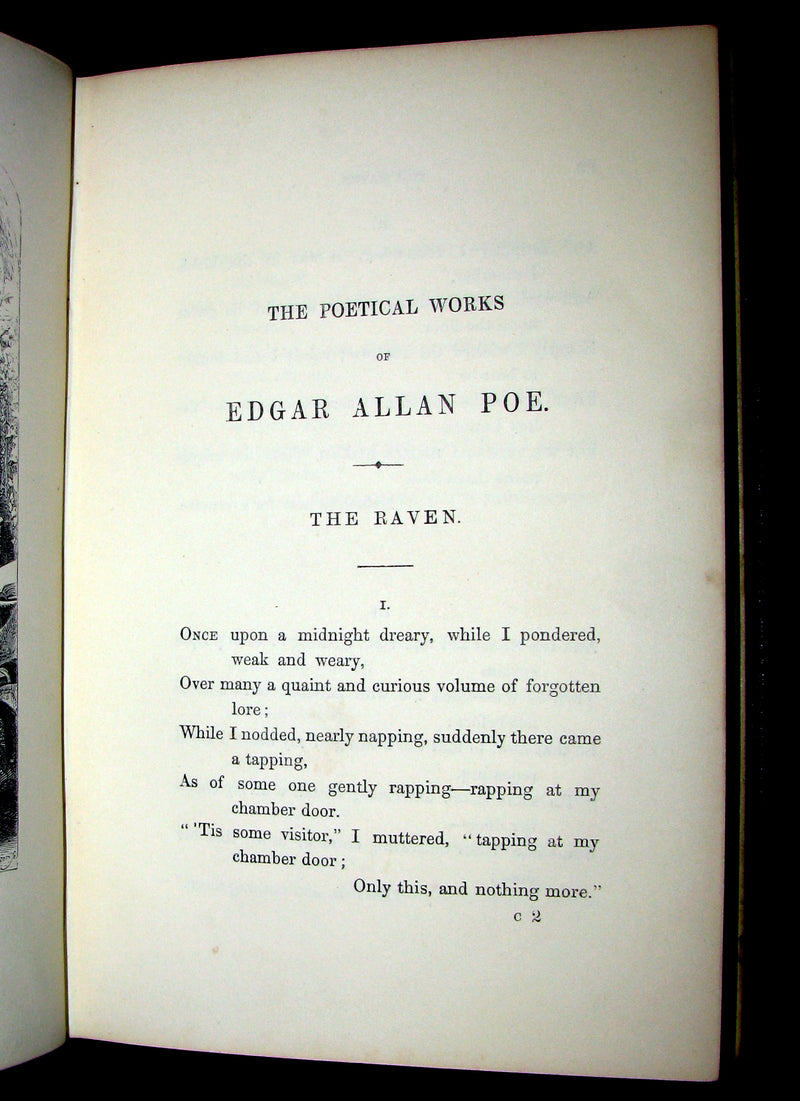 THE POETICAL WORKS
OF
EDGAR ALLAN POE.
THE RAVEN.
I.
ONCE upon a midnight dreary, while I pondered,
weak and weary,
Over many a quaint and curious volume of forgotten
lore;
While I nodded, nearly napping, suddenly there came
a tapping,
As of some one gently rapping—rapping at my
chamber door.
“ 'Tis some visitor,” I muttered, “tapping at my
chamber door;
Only this, and nothing more.”
C 2